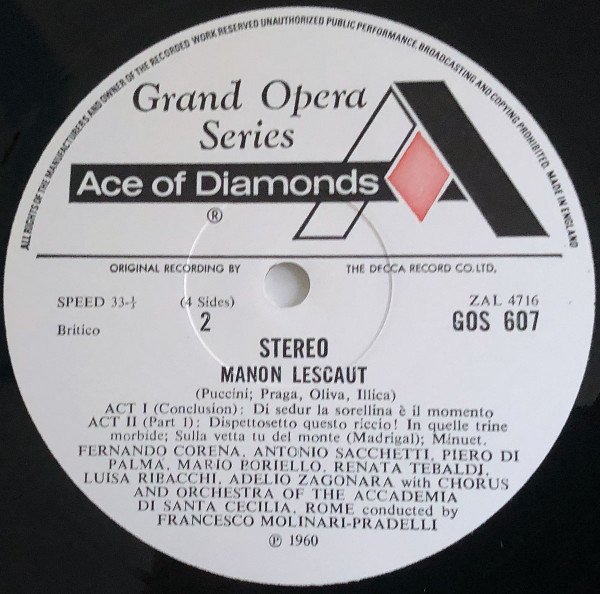 ALL RIGHTS OF THE MANUFACTURERS AND OWNER OF THE RECORDED WORK RESERVED UNAUTHORIZED PUBLIC PERFORMANCE, BROADCASTING AND COPYING PROHIBITED. MADE IN ENGLAND
Grand Opera
Series
Ace of Diamonds
®
ORIGINAL RECORDING BY THE DECCA RECORD CO. LTD.
SPEED 33-⅓ (4 Sides) ZAL 4716
Britico 2 GOS 607
STEREO
MANON LESCAUT
(Puccini; Praga, Oliva, Illica)
ACT I (Conclusion): Di sedur la sorellina è il momento
ACT II (Part 1): Dispettosetto questo riccio! In quelle trine
morbide; Sulla vetta tu del monte (Madrigal); Minuet.
FERNANDO CORENA, ANTONIO SACCHETTI, PIERO DI
PALMA, MARIO BORIELLO, RENATA TEBALDI,
LUISA RIBACCHI, ADELIO ZAGONARA with CHORUS
AND ORCHESTRA OF THE ACCADEMIA
DI SANTA CECILIA, ROME conducted by
FRANCESCO MOLINARI-PRADELLI
℗ 1960